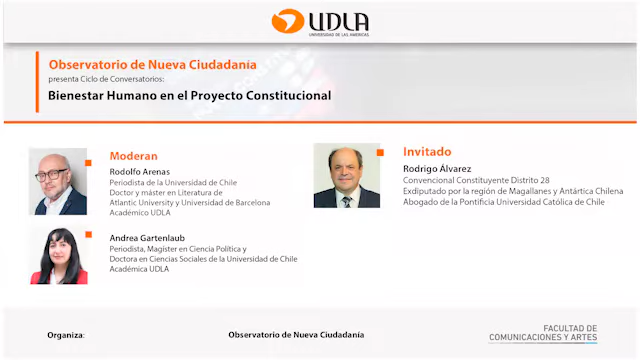 UDLA
UNIVERSIDAD DE LAS AMÉRICAS
Observatorio de Nueva Ciudadanía
presenta Ciclo de Conversatorios:
Bienestar Humano en el Proyecto Constitucional
Moderan
Rodolfo Arenas
Periodista de la Universidad de Chile
Doctor y máster en Literatura de
Atlantic University y Universidad de Barcelona
Académico UDLA
Andrea Gartenlaub
Periodista, Magíster en Ciencia Política y
Doctora en Ciencias Sociales de la Universidad de Chile
Académica UDLA
Invitado
Rodrigo Álvarez
Convencional Constituyente Distrito 28
Exdiputado por la región de Magallanes y Antártica Chilena
Abogado de la Pontificia Universidad Católica de Chile
Organiza:
Observatorio de Nueva Ciudadanía
FACULTAD DE
COMUNICACIONES Y ARTES